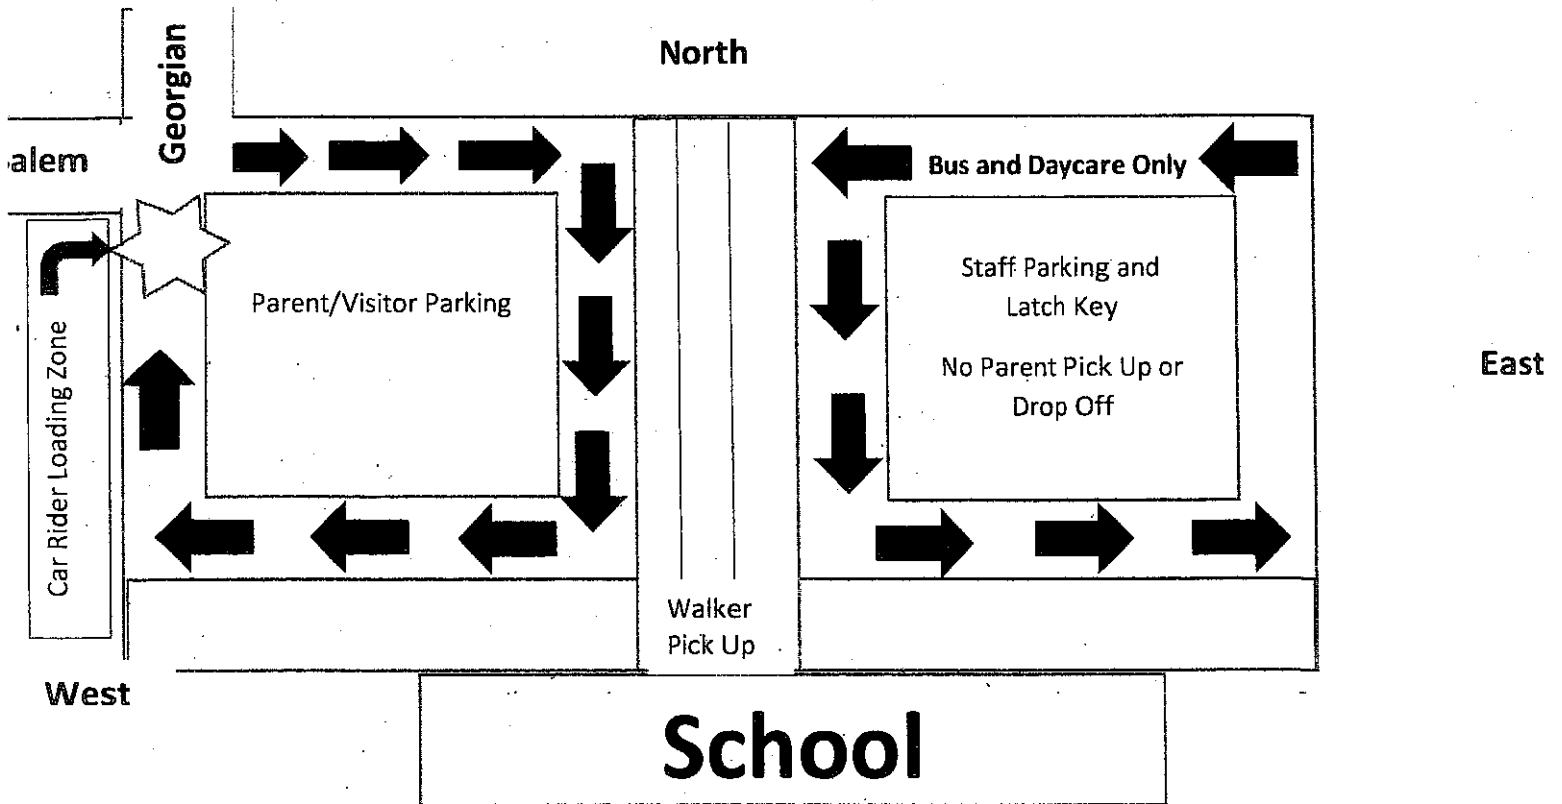 North
Georgian
alem
Bus and Daycare Only
Parent/Visitor Parking
Staff Parking and
Latch Key
No Parent Pick Up or
Drop Off
East
Car Rider Loading Zone
Walker
Pick Up
West
School